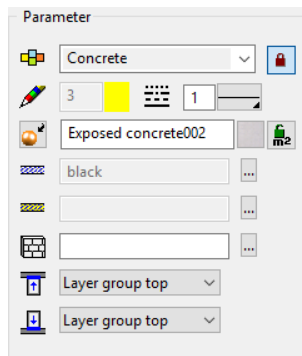 Parameter
Concrete
3 1
Exposed concrete002 m2
black ...
...
...
Layer group top
Layer group top